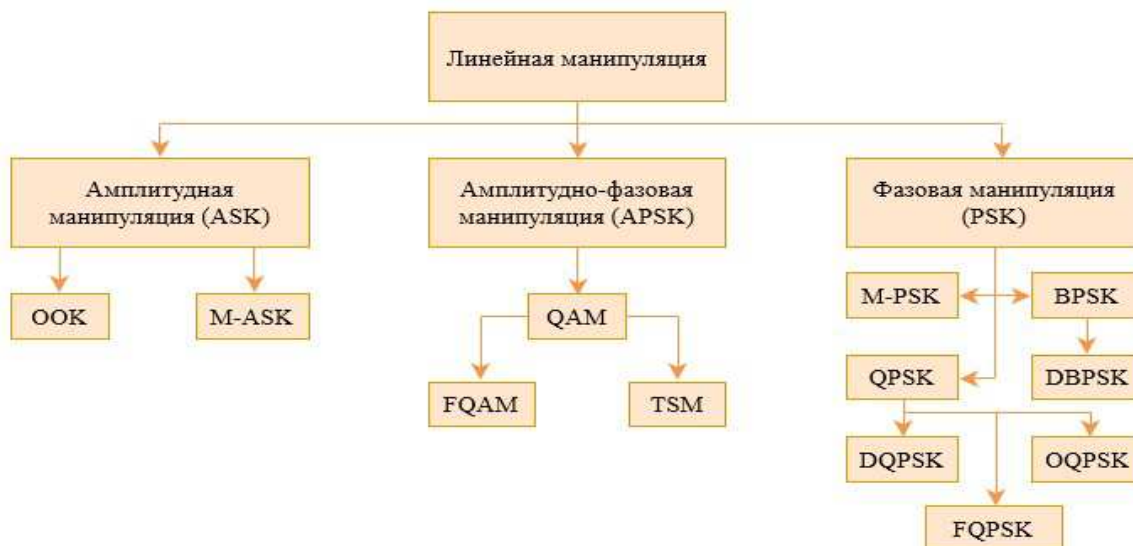 Линейная манипуляция
Амплитудная
манипуляция (ASK)
Амплитудно-фазовая
манипуляция (APSK)
Фазовая манипуляция
(PSK)
OOK
M-ASK
QAM
M-PSK
BPSK
FQAM
TSM
QPSK
DBPSK
DQPSK
OQPSK
FQPSK